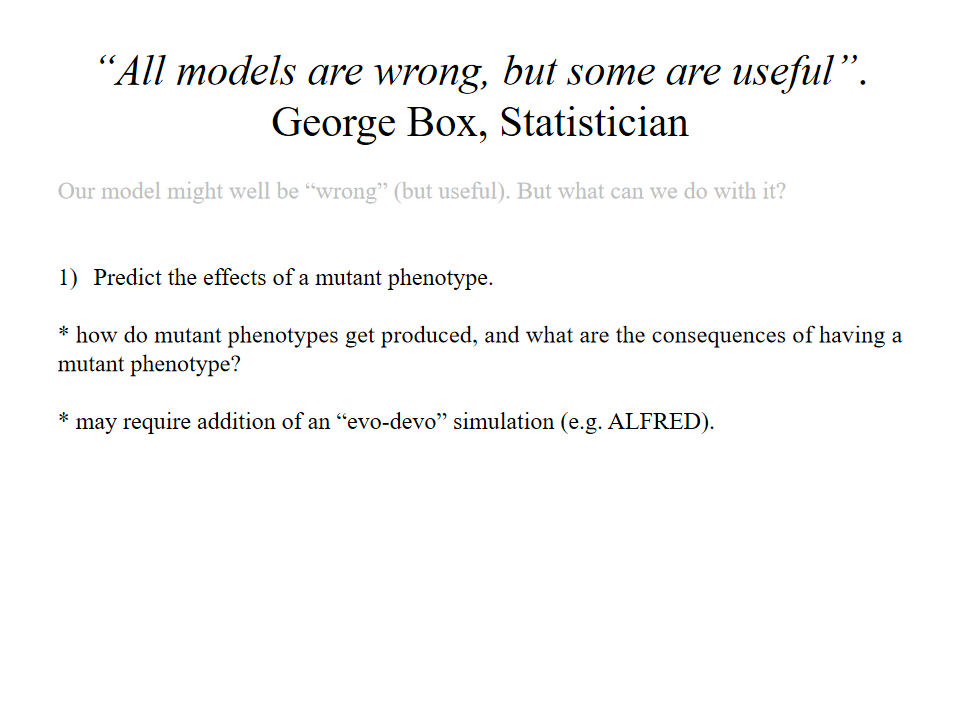 “All models are wrong, but some are useful”.
George Box, Statistician
Our model might well be “wrong” (but useful). But what can we do with it?
1) Predict the effects of a mutant phenotype.
* how do mutant phenotypes get produced, and what are the consequences of having a
mutant phenotype?
* may require addition of an “evo-devo” simulation (e.g. ALFRED).